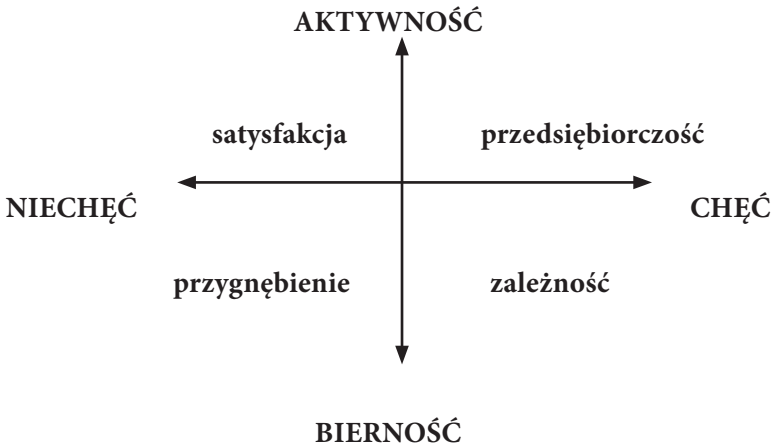 AKTYWNOŚĆ
satysfakcja przedsiębiorczość
NIECHĘĆ CHĘĆ
przygnębienie zależność
BIERNOŚĆ